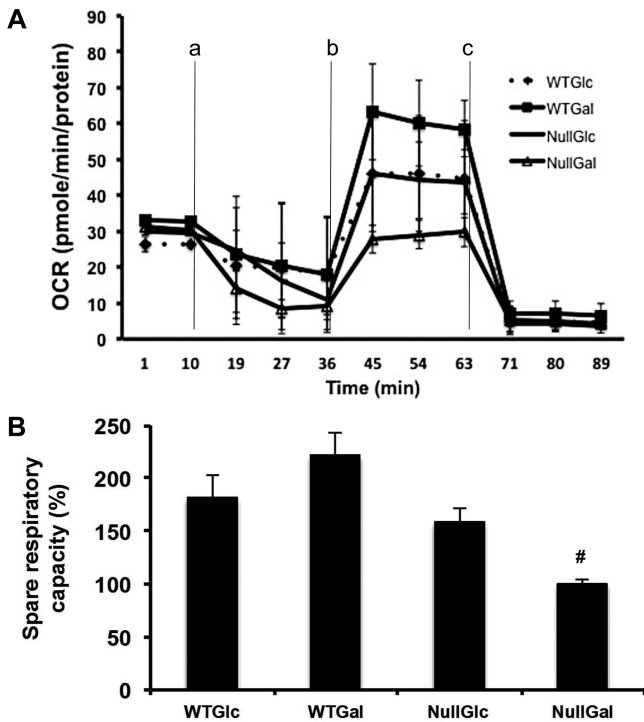 A
OCR (pmole/min/protein)
90
80
70
60
50
40
30
20
10
0
a
b
c
WTGlc
WTGal
NullGlc
NullGal
1 10 19 27 36 45 54 63 71 80 89
Time (min)
B
Spare respiratory
capacity (%)
250
200
150
100
50
0
#
WTGlc WTGal NullGlc NullGal